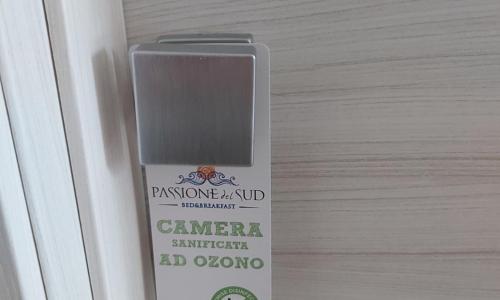 PASSIONE del SUD
BED&BREAKFAST
CAMERA
SANIFICATA
AD OZONO